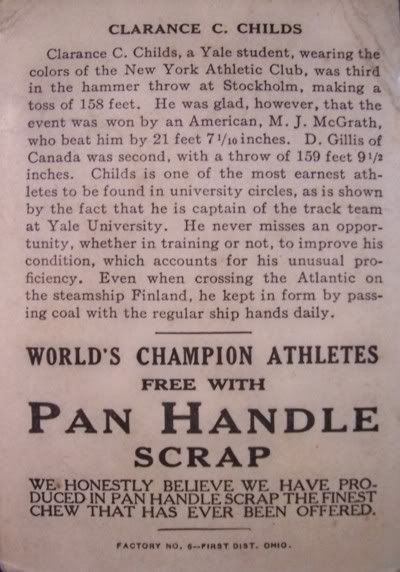 CLARANCE C. CHILDS
Clarance C. Childs, a Yale student, wearing the
colors of the New York Athletic Club, was third
in the hammer throw at Stockholm, making a
toss of 158 feet. He was glad, however, that the
event was won by an American, M. J. McGrath,
who beat him by 21 feet 7 1/10 inches. D. Gillis of
Canada was second, with a throw of 159 feet 9 1/2
inches. Childs is one of the most earnest ath-
letes to be found in university circles, as is shown
by the fact that he is captain of the track team
at Yale University. He never misses an oppor-
tunity, whether in training or not, to improve his
condition, which accounts for his unusual pro-
ficiency. Even when crossing the Atlantic on
the steamship Finland, he kept in form by pass-
ing coal with the regular ship hands daily.
WORLD'S CHAMPION ATHLETES
FREE WITH
PAN HANDLE
SCRAP
WE HONESTLY BELIEVE WE HAVE PRO-
DUCED IN PAN HANDLE SCRAP THE FINEST
CHEW THAT HAS EVER BEEN OFFERED.
FACTORY NO. 6—FIRST DIST. OHIO.